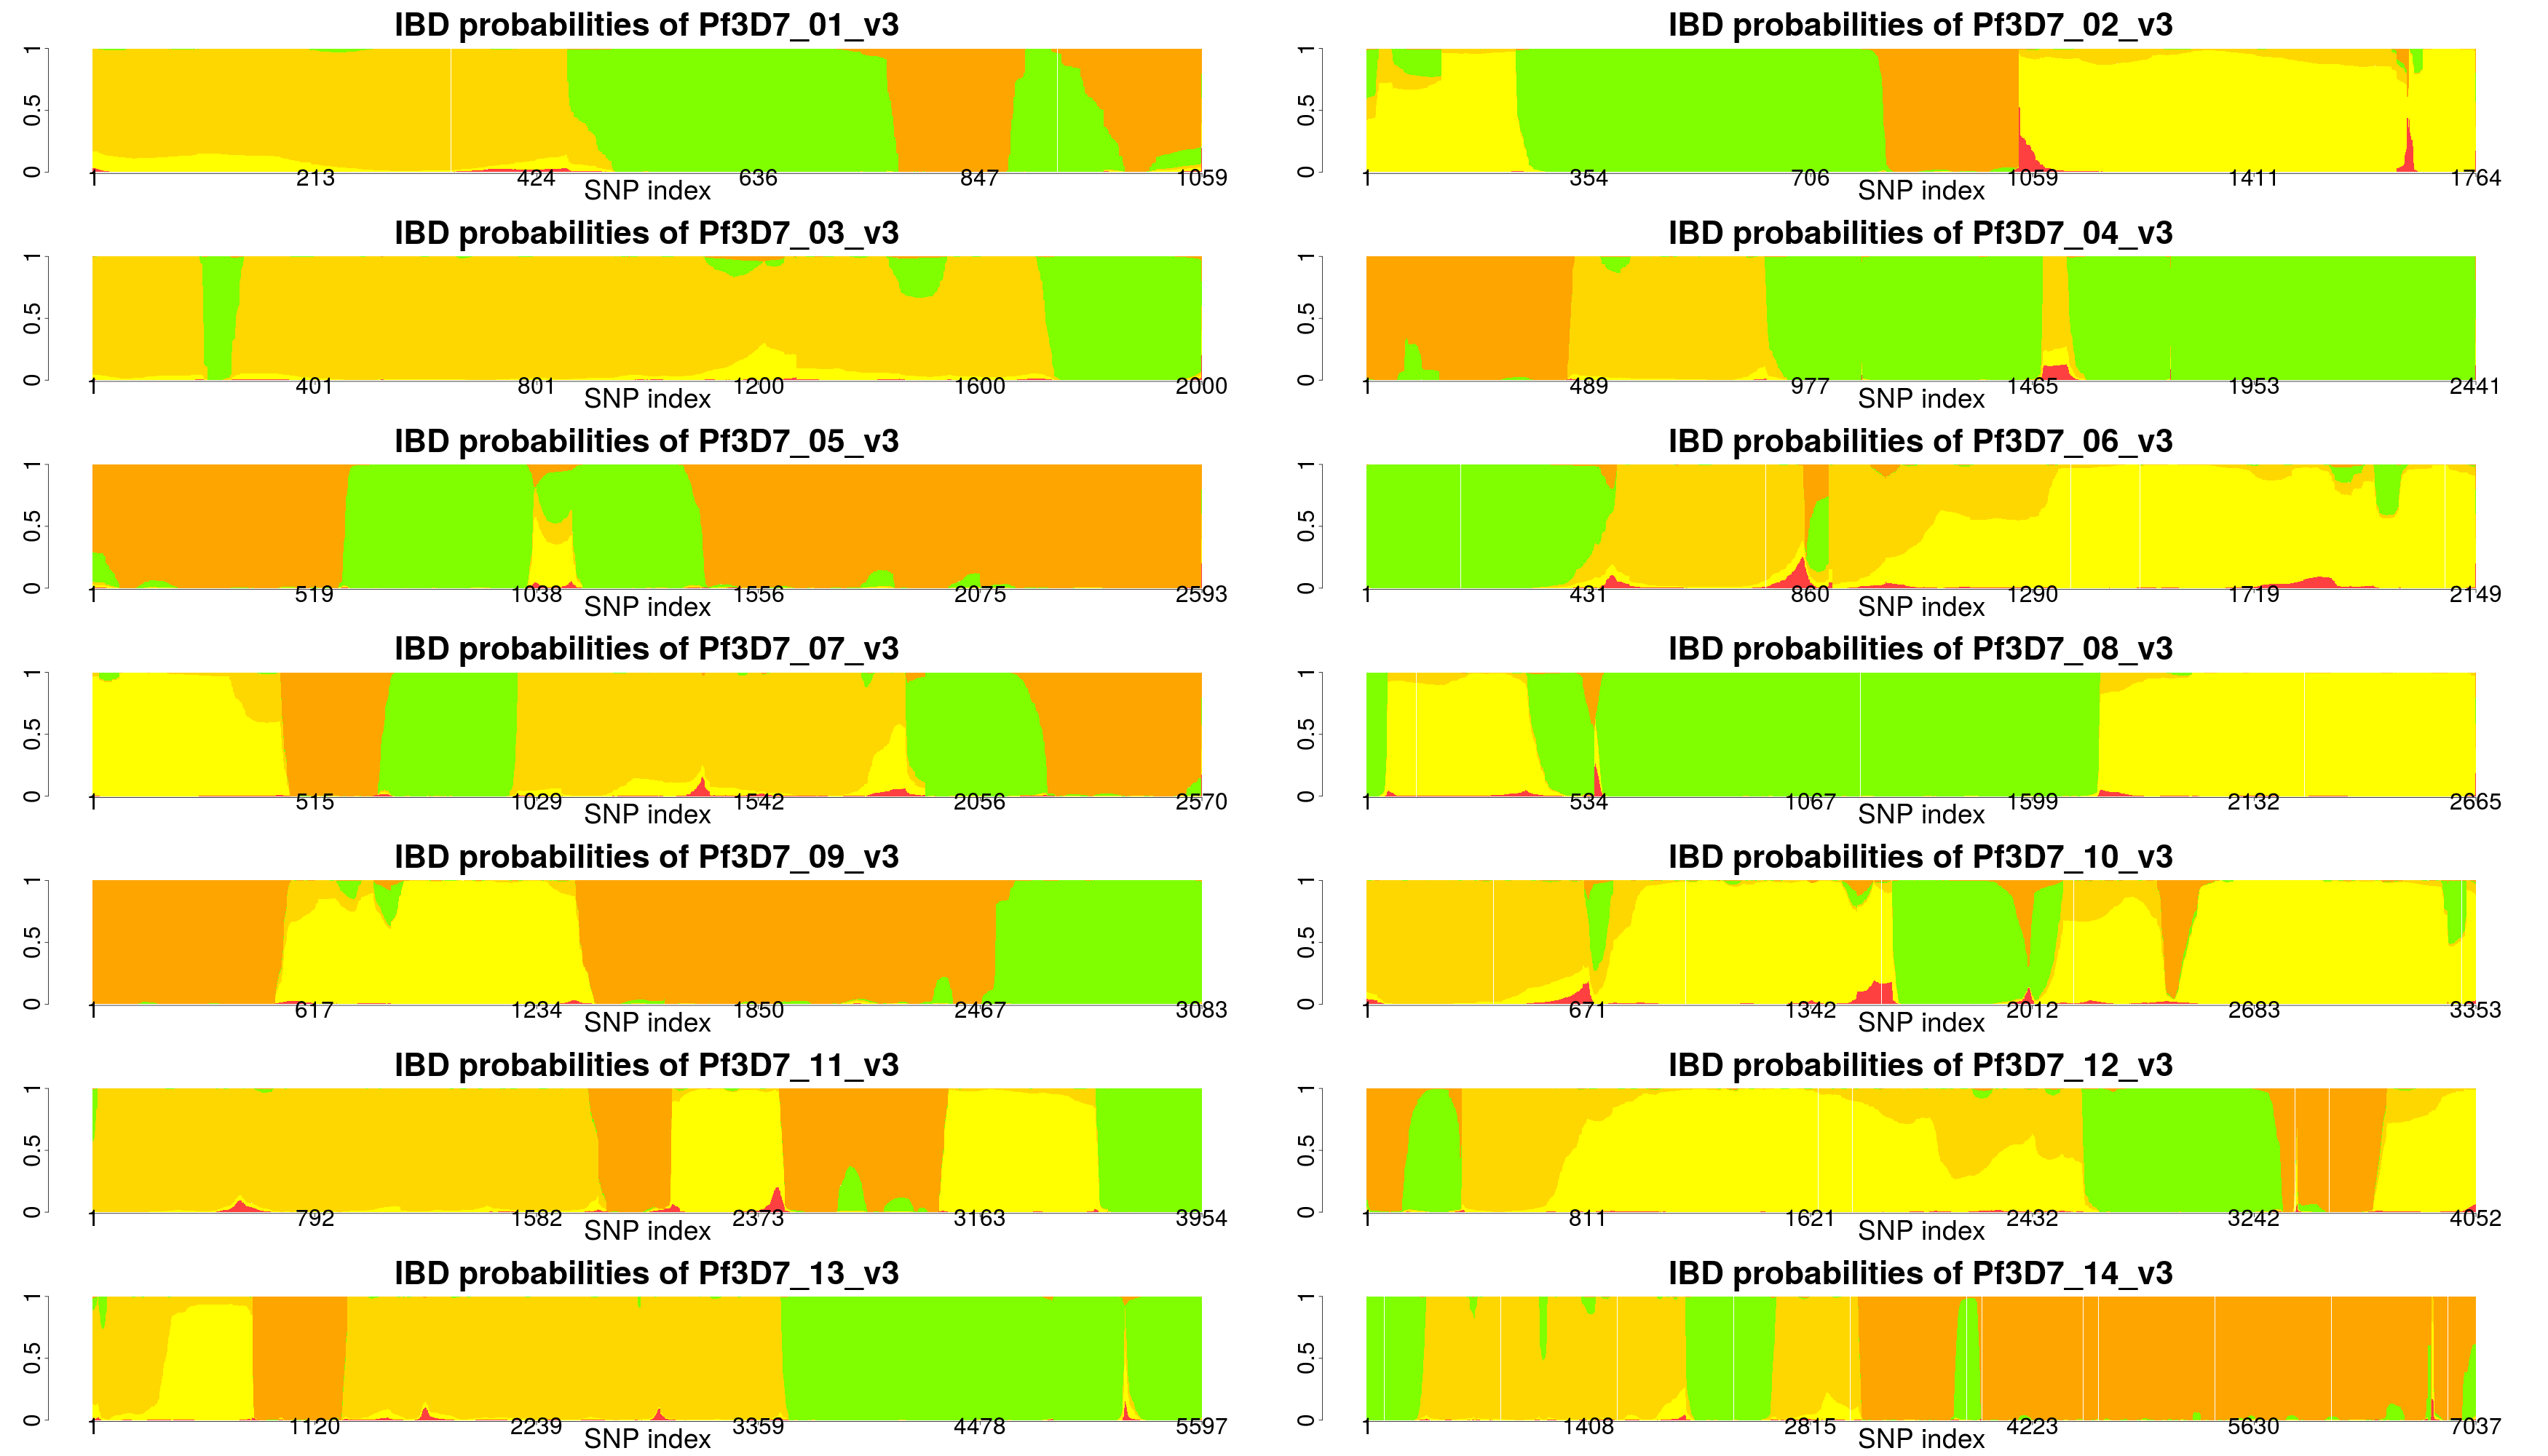 IBD probabilities of Pf3D7_01_v3
0 0.5 1
1 213 424 636 847 1059
SNP index
IBD probabilities of Pf3D7_02_v3
0 0.5 1
1 354 706 1059 1411 1764
SNP index
IBD probabilities of Pf3D7_03_v3
0 0.5 1
1 401 801 1200 1600 2000
SNP index
IBD probabilities of Pf3D7_04_v3
0 0.5 1
1 489 977 1465 1953 2441
SNP index
IBD probabilities of Pf3D7_05_v3
0 0.5 1
1 519 1038 1556 2075 2593
SNP index
IBD probabilities of Pf3D7_06_v3
0 0.5 1
1 431 860 1290 1719 2149
SNP index
IBD probabilities of Pf3D7_07_v3
0 0.5 1
1 515 1029 1542 2056 2570
SNP index
IBD probabilities of Pf3D7_08_v3
0 0.5 1
1 534 1067 1599 2132 2665
SNP index
IBD probabilities of Pf3D7_09_v3
0 0.5 1
1 617 1234 1850 2467 3083
SNP index
IBD probabilities of Pf3D7_10_v3
0 0.5 1
1 671 1342 2012 2683 3353
SNP index
IBD probabilities of Pf3D7_11_v3
0 0.5 1
1 792 1582 2373 3163 3954
SNP index
IBD probabilities of Pf3D7_12_v3
0 0.5 1
1 811 1621 2432 3242 4052
SNP index
IBD probabilities of Pf3D7_13_v3
0 0.5 1
1 1120 2239 3359 4478 5597
SNP index
IBD probabilities of Pf3D7_14_v3
0 0.5 1
1 1408 2815 4223 5630 7037
SNP index